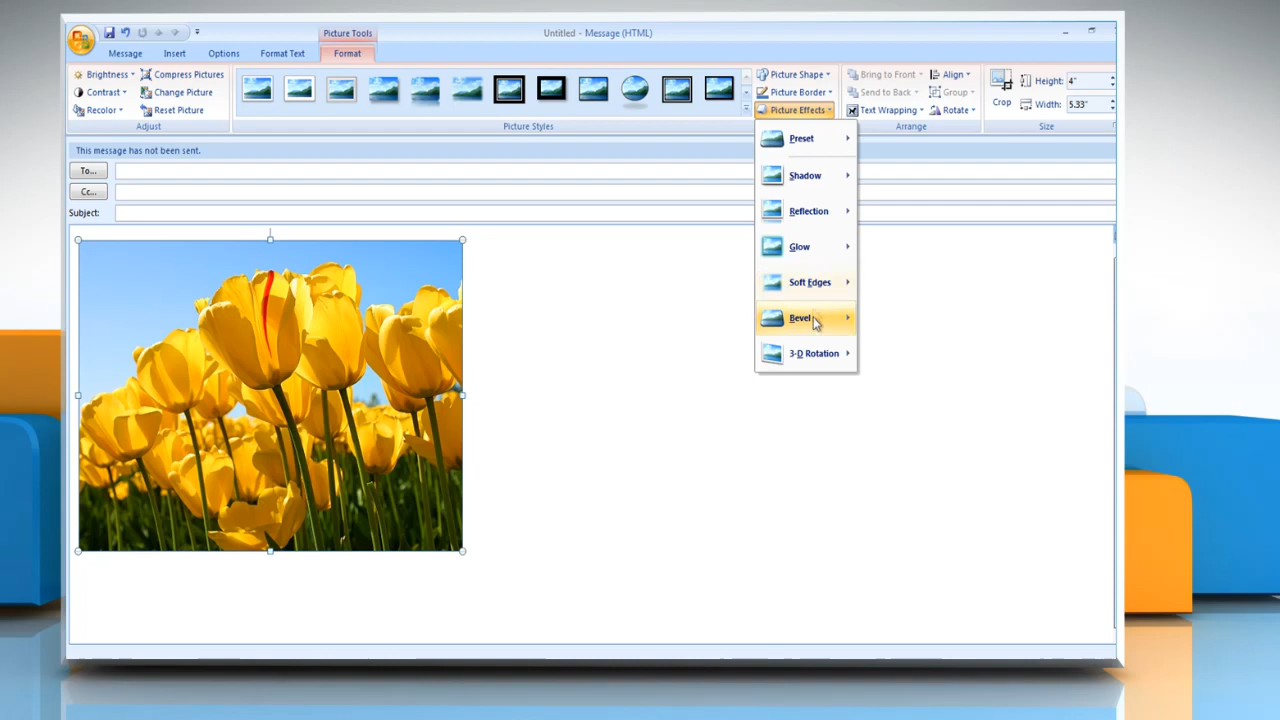 Picture Tools
Untitled - Message (HTML)
Message Insert Options Format Text Format
Brightness Compress Pictures
Contrast Change Picture
Recolor Reset Picture
Adjust
Picture Styles
Picture Shape
Picture Border
Picture Effects
Bring to Front Align
Send to Back Group
Text Wrapping Rotate
Arrange
Crop
Height: 4"
Width: 5.33"
Size
This message has not been sent.
To...
Cc...
Subject:
Preset
Shadow
Reflection
Glow
Soft Edges
Bevel
3-D Rotation